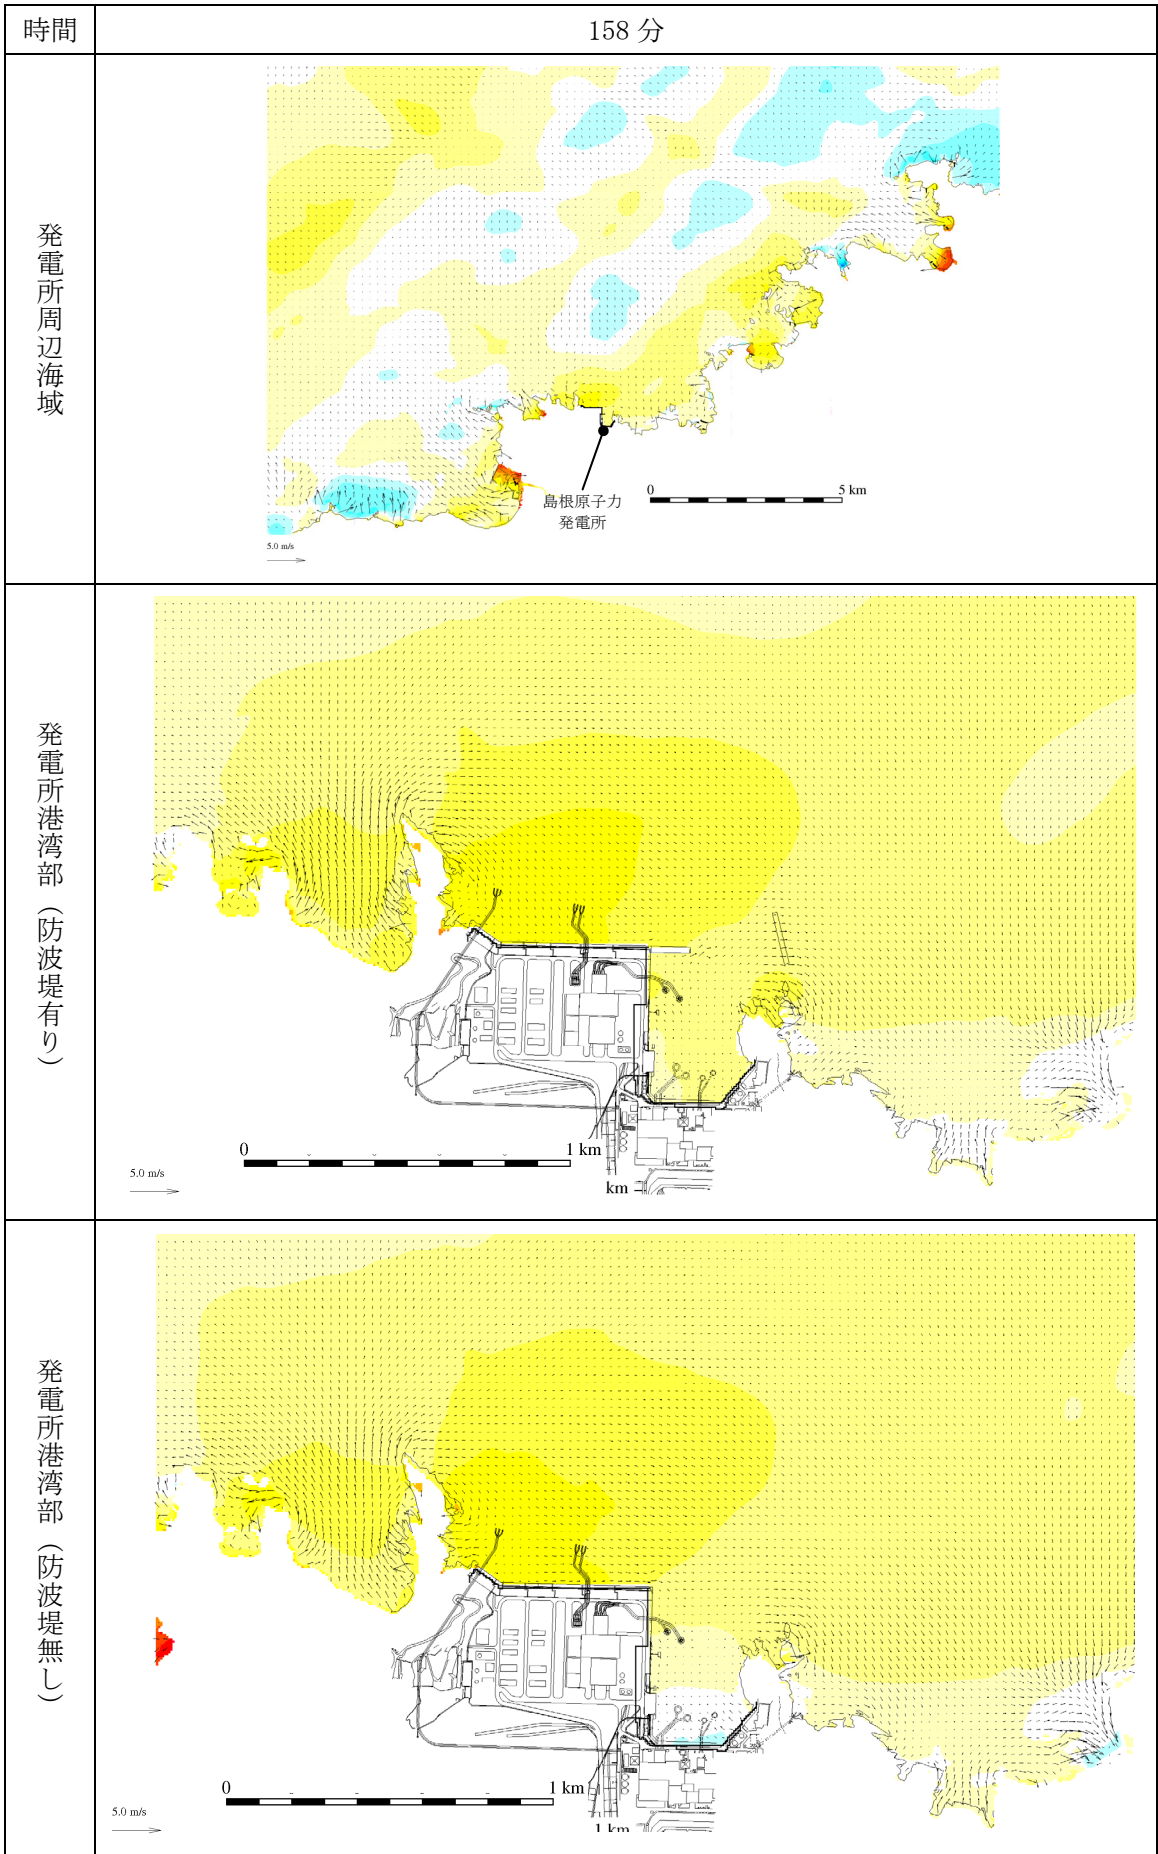 時間
158 分
発電所周辺海域
島根原子力
発電所
0
5 km
5.0 m/s
発電所港湾部（防波堤有り）
0
1 km
5.0 m/s
km
発電所港湾部（防波堤無し）
0
1 km
5.0 m/s
1 km